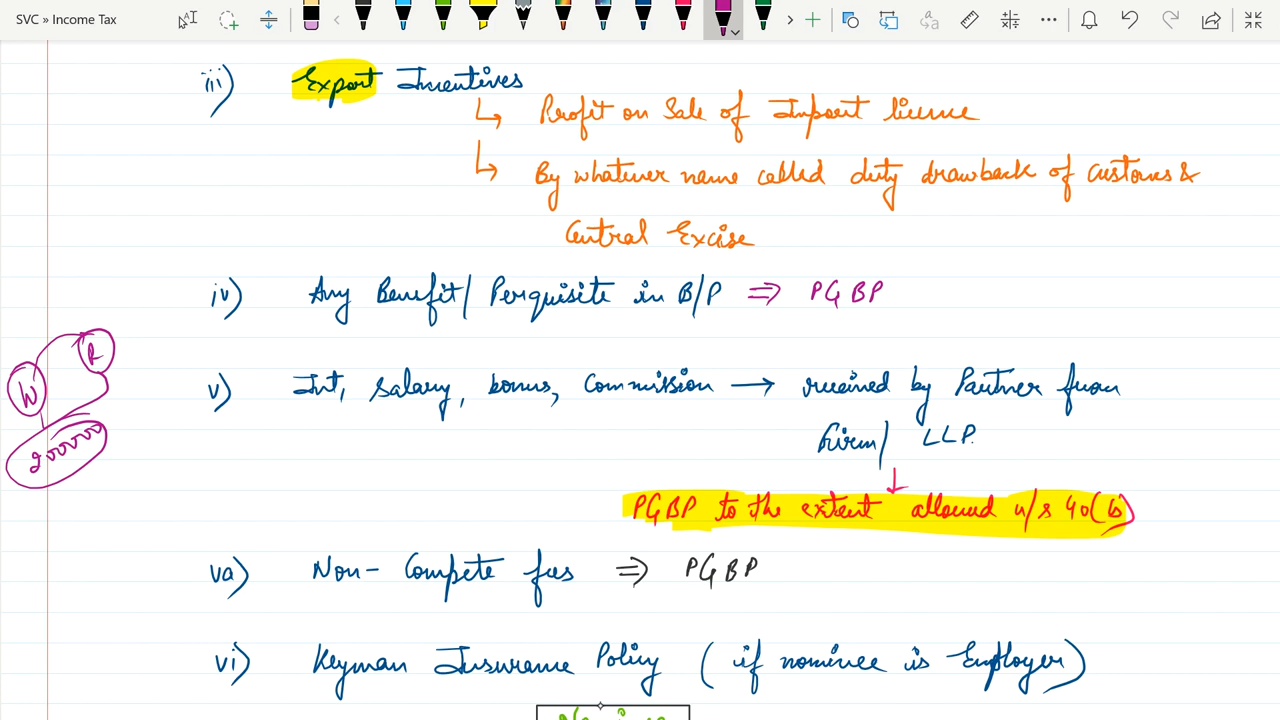 SVC » Income Tax
iii) Export Incentives
↳ Profit on Sale of Import licence
↳ By whatever name called duty drawback of customs &
Central Excise
iv) Any Benefit/ Perquisite in B/P ⇒ PGBP
R
W
v) Int, salary, bonus, Commission → received by Partner from
Firm/ LLP.
2000000
PGBP to the extent allowed u/s 40(b)
va) Non-Compete fees ⇒ PGBP
vi) Keyman Insurance Policy (if nominee is Employer)